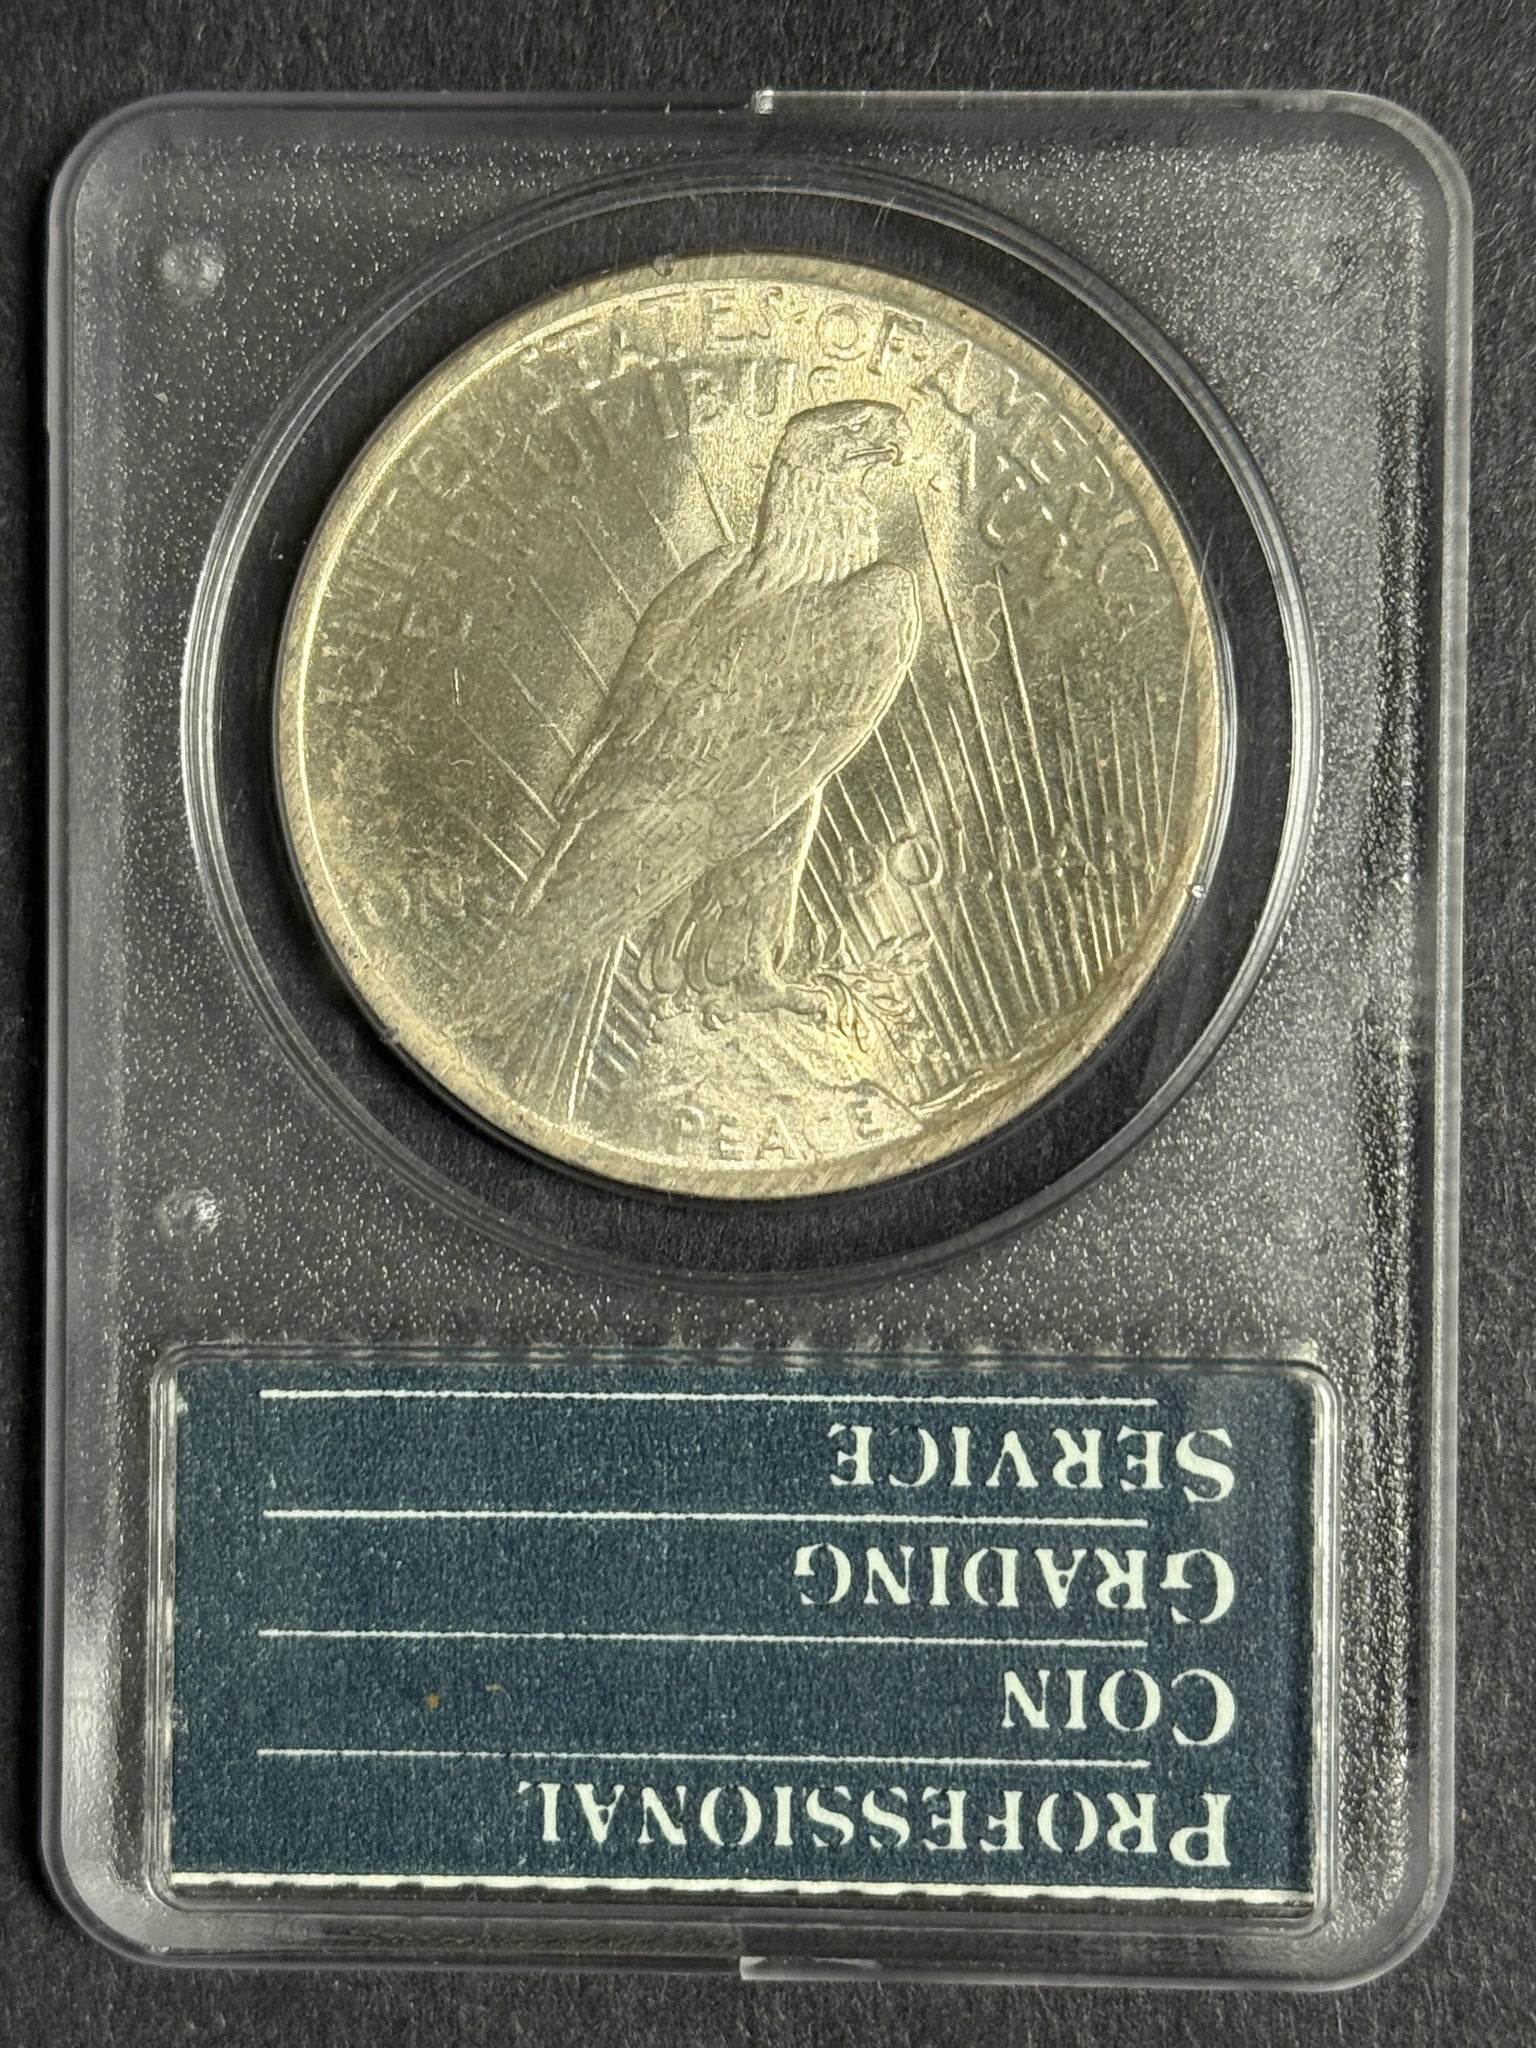 UNITED STATES OF AMERICA
E PLURIBUS UNUM
ONE DOLLAR
PEACE
PROFESSIONAL
COIN
GRADING
SERVICE